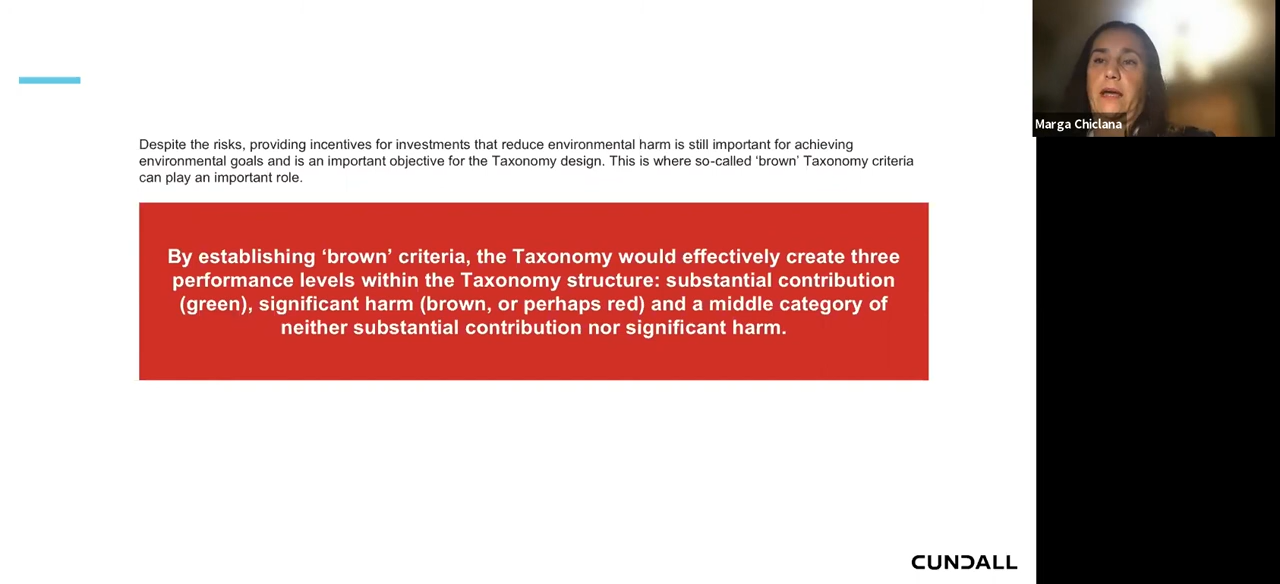 Despite the risks, providing incentives for investments that reduce environmental harm is still important for achieving
environmental goals and is an important objective for the Taxonomy design. This is where so-called ‘brown’ Taxonomy criteria
can play an important role.
By establishing ‘brown’ criteria, the Taxonomy would effectively create three
performance levels within the Taxonomy structure: substantial contribution
(green), significant harm (brown, or perhaps red) and a middle category of
neither substantial contribution nor significant harm.
CUNDALL
Marga Chiclana